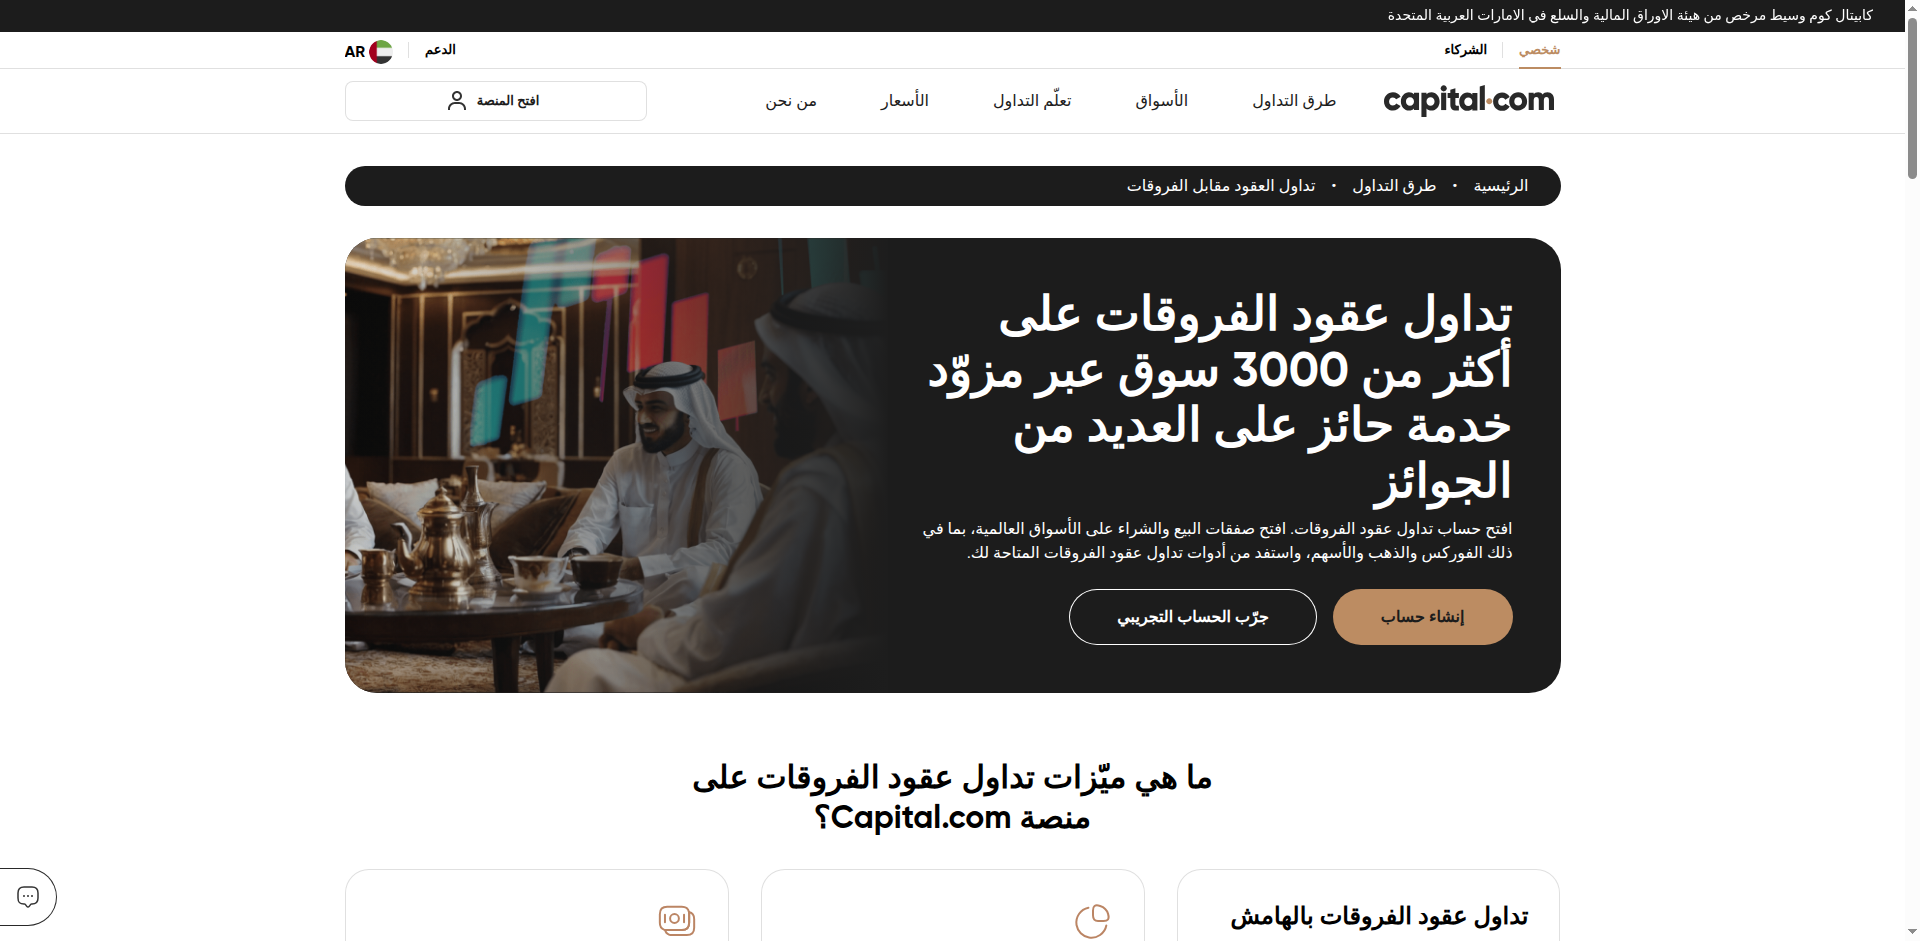 كابيتال كوم وسيط مرخص من هيئة الاوراق المالية والسلع في الامارات العربية المتحدة
شخصي
الشركاء
الدعم
AR
capital.com
طرق التداول
الأسواق
تعلّم التداول
الأسعار
من نحن
افتح المنصة
الرئيسية • طرق التداول • تداول العقود مقابل الفروقات
تداول عقود الفروقات على
أكثر من 3000 سوق عبر مزوّد
خدمة حائز على العديد من
الجوائز
افتح حساب تداول عقود الفروقات. افتح صفقات البيع والشراء على الأسواق العالمية، بما في
ذلك الفوركس والذهب والأسهم، واستفد من أدوات تداول عقود الفروقات المتاحة لك.
إنشاء حساب
جرّب الحساب التجريبي
ما هي ميّزات تداول عقود الفروقات على
منصة Capital.com؟
تداول عقود الفروقات بالهامش